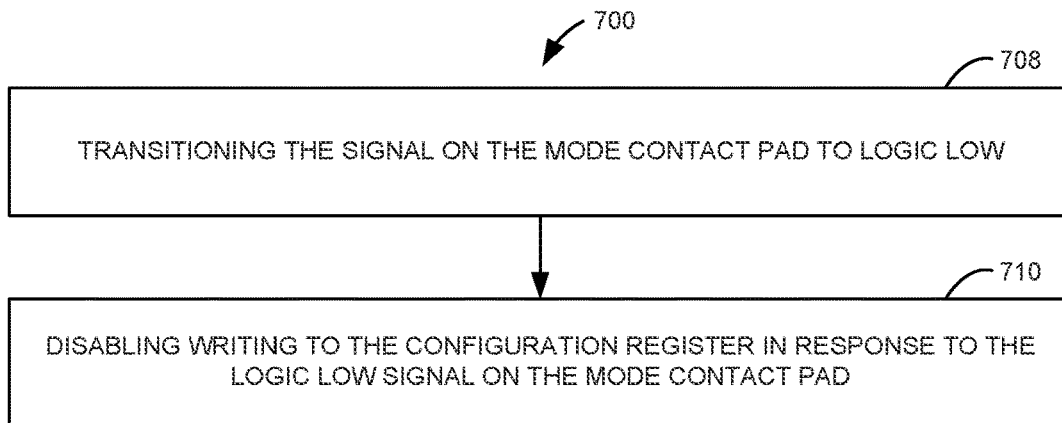 700
708
TRANSITIONING THE SIGNAL ON THE MODE CONTACT PAD TO LOGIC LOW
710
DISABLING WRITING TO THE CONFIGURATION REGISTER IN RESPONSE TO THE
LOGIC LOW SIGNAL ON THE MODE CONTACT PAD